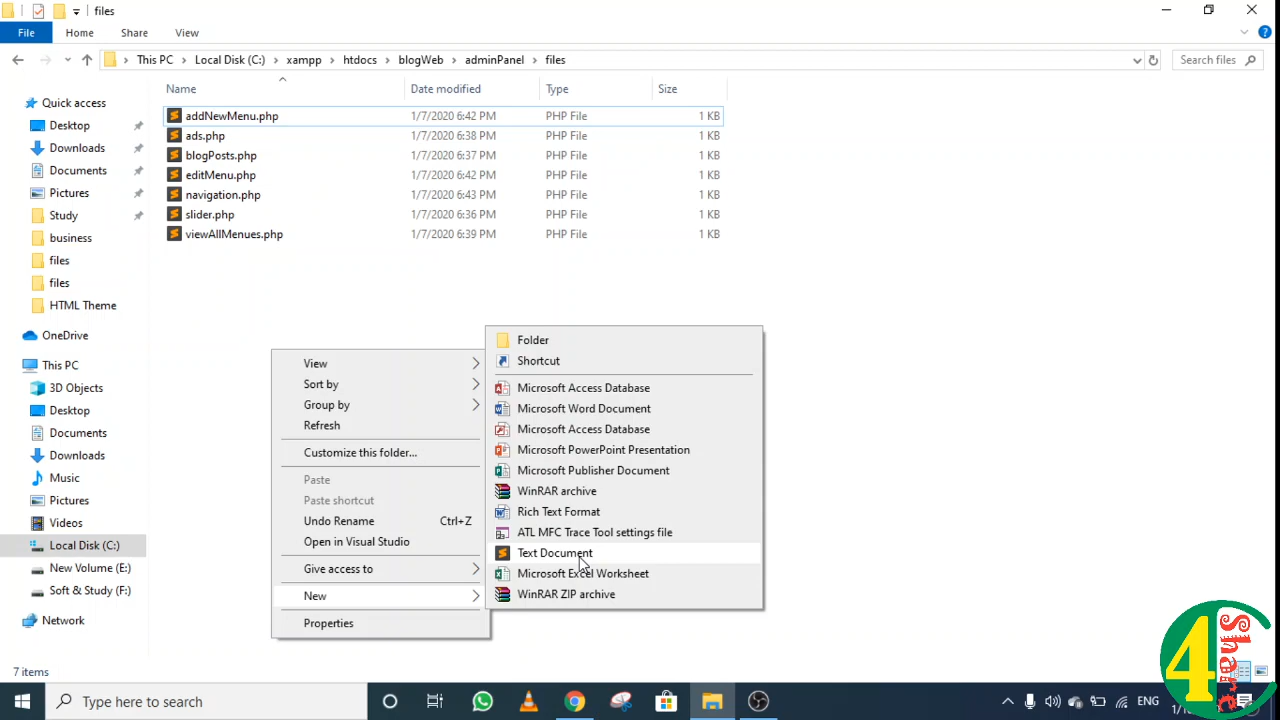 files
File Home Share View
This PC Local Disk (C:) xampp htdocs blogWeb adminPanel files Search files
Name Date modified Type Size
addNewMenu.php 1/7/2020 6:42 PM PHP File 1 KB
ads.php 1/7/2020 6:38 PM PHP File 1 KB
blogPosts.php 1/7/2020 6:37 PM PHP File 1 KB
editMenu.php 1/7/2020 6:42 PM PHP File 1 KB
navigation.php 1/7/2020 6:43 PM PHP File 1 KB
slider.php 1/7/2020 6:36 PM PHP File 1 KB
viewAllMenues.php 1/7/2020 6:39 PM PHP File 1 KB
Quick access
Desktop
Downloads
Documents
Pictures
Study
business
files
files
HTML Theme
OneDrive
This PC
3D Objects
Desktop
Documents
Downloads
Music
Pictures
Videos
Local Disk (C:)
New Volume (E:)
Soft & Study (F:)
Network
View
Sort by
Group by
Refresh
Customize this folder...
Paste
Paste shortcut
Undo Rename Ctrl+Z
Open in Visual Studio
Give access to
New
Properties
Folder
Shortcut
Microsoft Access Database
Microsoft Word Document
Microsoft Access Database
Microsoft PowerPoint Presentation
Microsoft Publisher Document
WinRAR archive
Rich Text Format
ATL MFC Trace Tool settings file
Text Document
Microsoft Excel Worksheet
WinRAR ZIP archive
7 items
4 Share
Type here to search
ENG